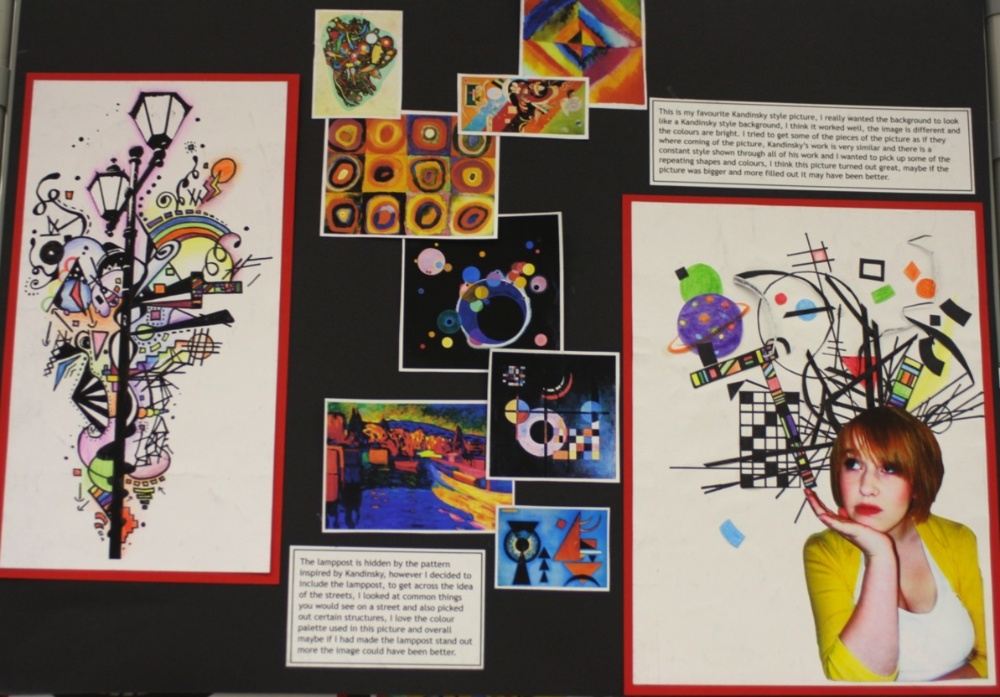 This is my favourite Kandinsky style picture, I really wanted the background to look
like a Kandinsky style background, I think it worked well, the image is different and
the colours are bright. I tried to get some of the pieces of the picture as if they
where coming of the picture, Kandinsky's work is very similar and there is a
constant style shown through all of his work and I wanted to pick up some of the
repeating shapes and colours, I think this picture turned out great, maybe if the
picture was bigger and more filled out it may have been better.
The lamppost is hidden by the pattern
inspired by Kandinsky, however I decided to
include the lamppost, to get across the idea
of the streets, I looked at common things
you would see on a street and also picked
out certain structures, I love the colour
palette used in this picture and overall
maybe if I had made the lamppost stand out
more the image could have been better.